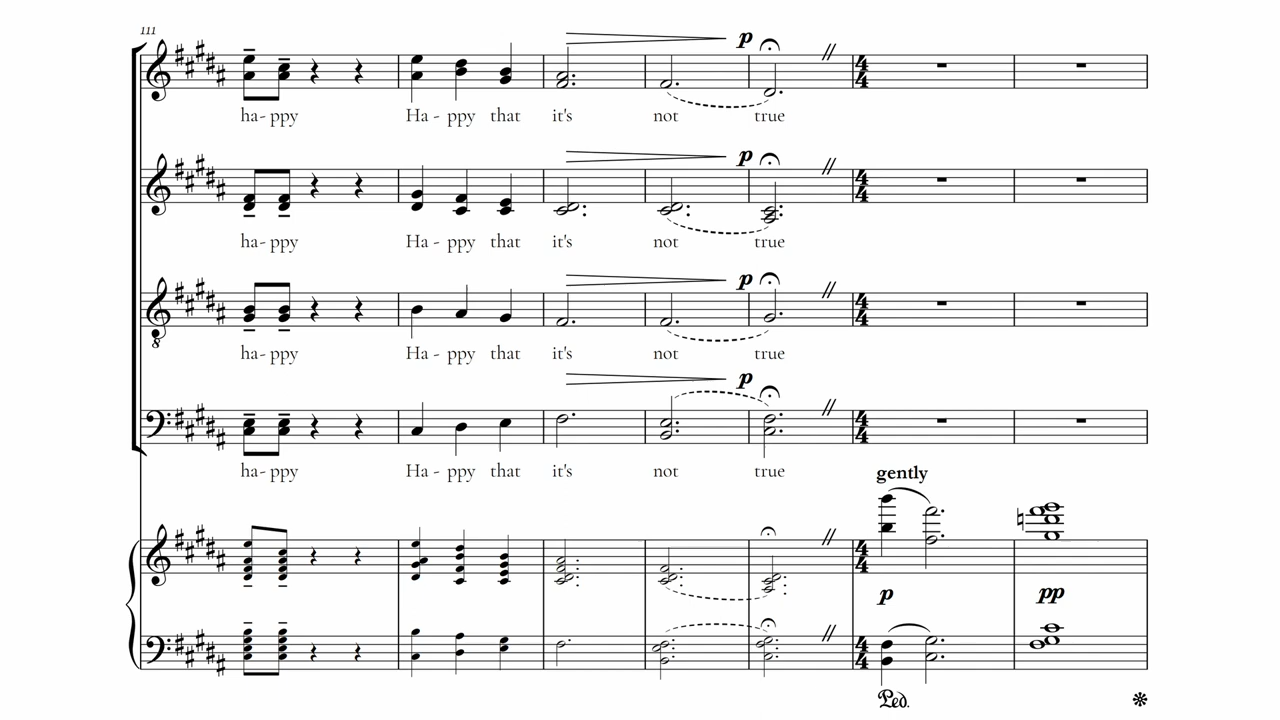 111
p
ha- ppy Ha - ppy that it's not true
p
ha- ppy Ha - ppy that it's not true
p
ha- ppy Ha - ppy that it's not true
p
ha- ppy Ha - ppy that it's not true
gently
p pp
Ped.